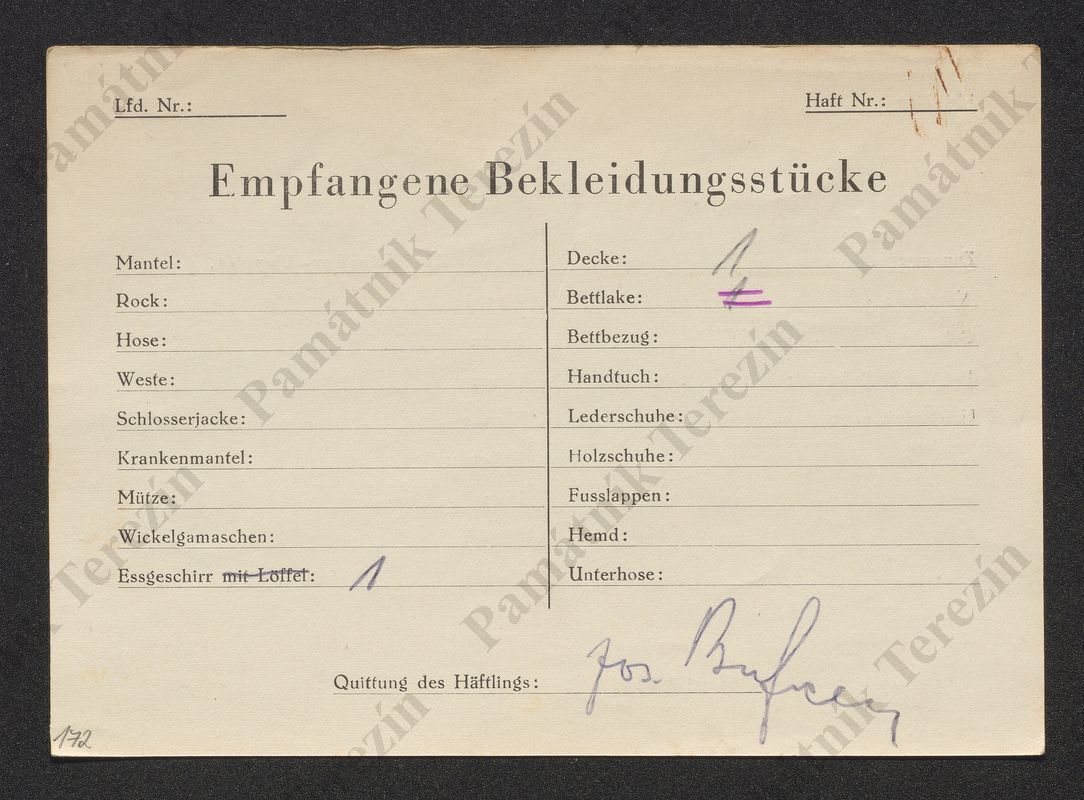 Lfd. Nr.:
Haft Nr.:
Empfangene Bekleidungsstücke
Mantel:
Rock:
Hose:
Weste:
Schlosserjacke:
Krankenmantel:
Mütze:
Wickelgamaschen:
Essgeschirr mit Löffel: 1
Decke: 1
Bettlake: 1
Bettbezug:
Handtuch:
Lederschuhe:
Holzschuhe:
Fusslappen:
Hemd:
Unterhose:
Quittung des Häftlings: Jos.
172
Památník Terezín